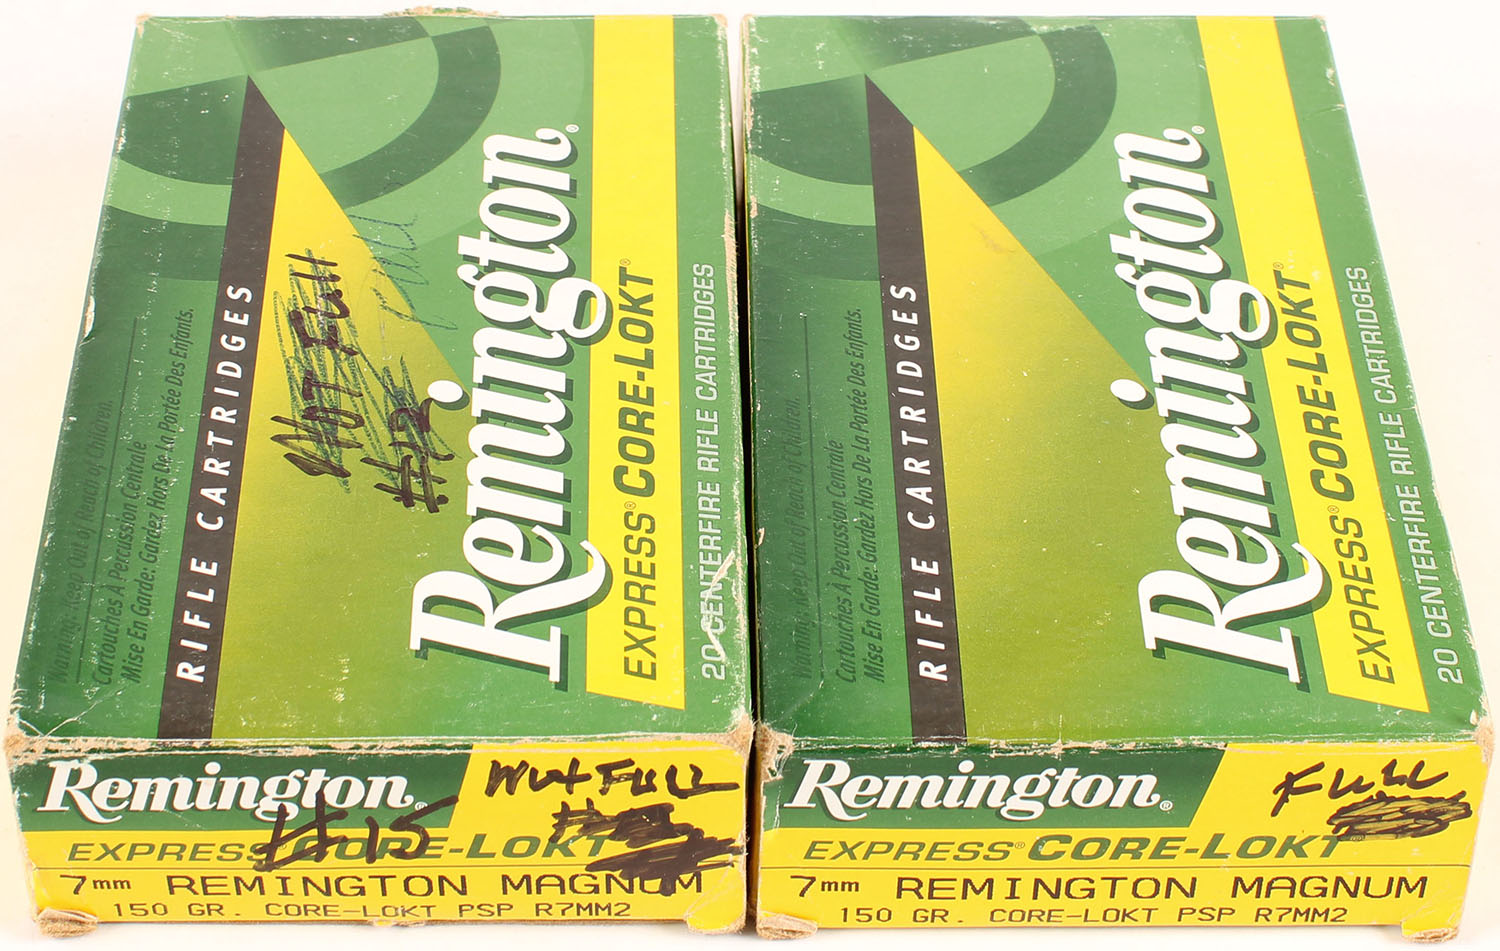 Warning: Keep Out of Reach of Children.
Cartouches À Percussion Centrale
Mise En Garde: Gardez Hors De La Portée Des Enfants.
RIFLE CARTRIDGES
NOT FULL
#12
Remington®
EXPRESS® CORE-LOKT®
20 CENTERFIRE RIFLE CARTRIDGES
Remington®
NOT FULL
#15
EXPRESS® CORE-LOKT
7mm REMINGTON MAGNUM
150 GR. CORE-LOKT PSP R7MM2
Warning: Keep Out of Reach of Children.
Cartouches À Percussion Centrale
Mise En Garde: Gardez Hors De La Portée Des Enfants.
RIFLE CARTRIDGES
Remington®
EXPRESS® CORE-LOKT®
20 CENTERFIRE RIFLE CARTRIDGES
Remington®
FULL
EXPRESS® CORE-LOKT
7mm REMINGTON MAGNUM
150 GR. CORE-LOKT PSP R7MM2